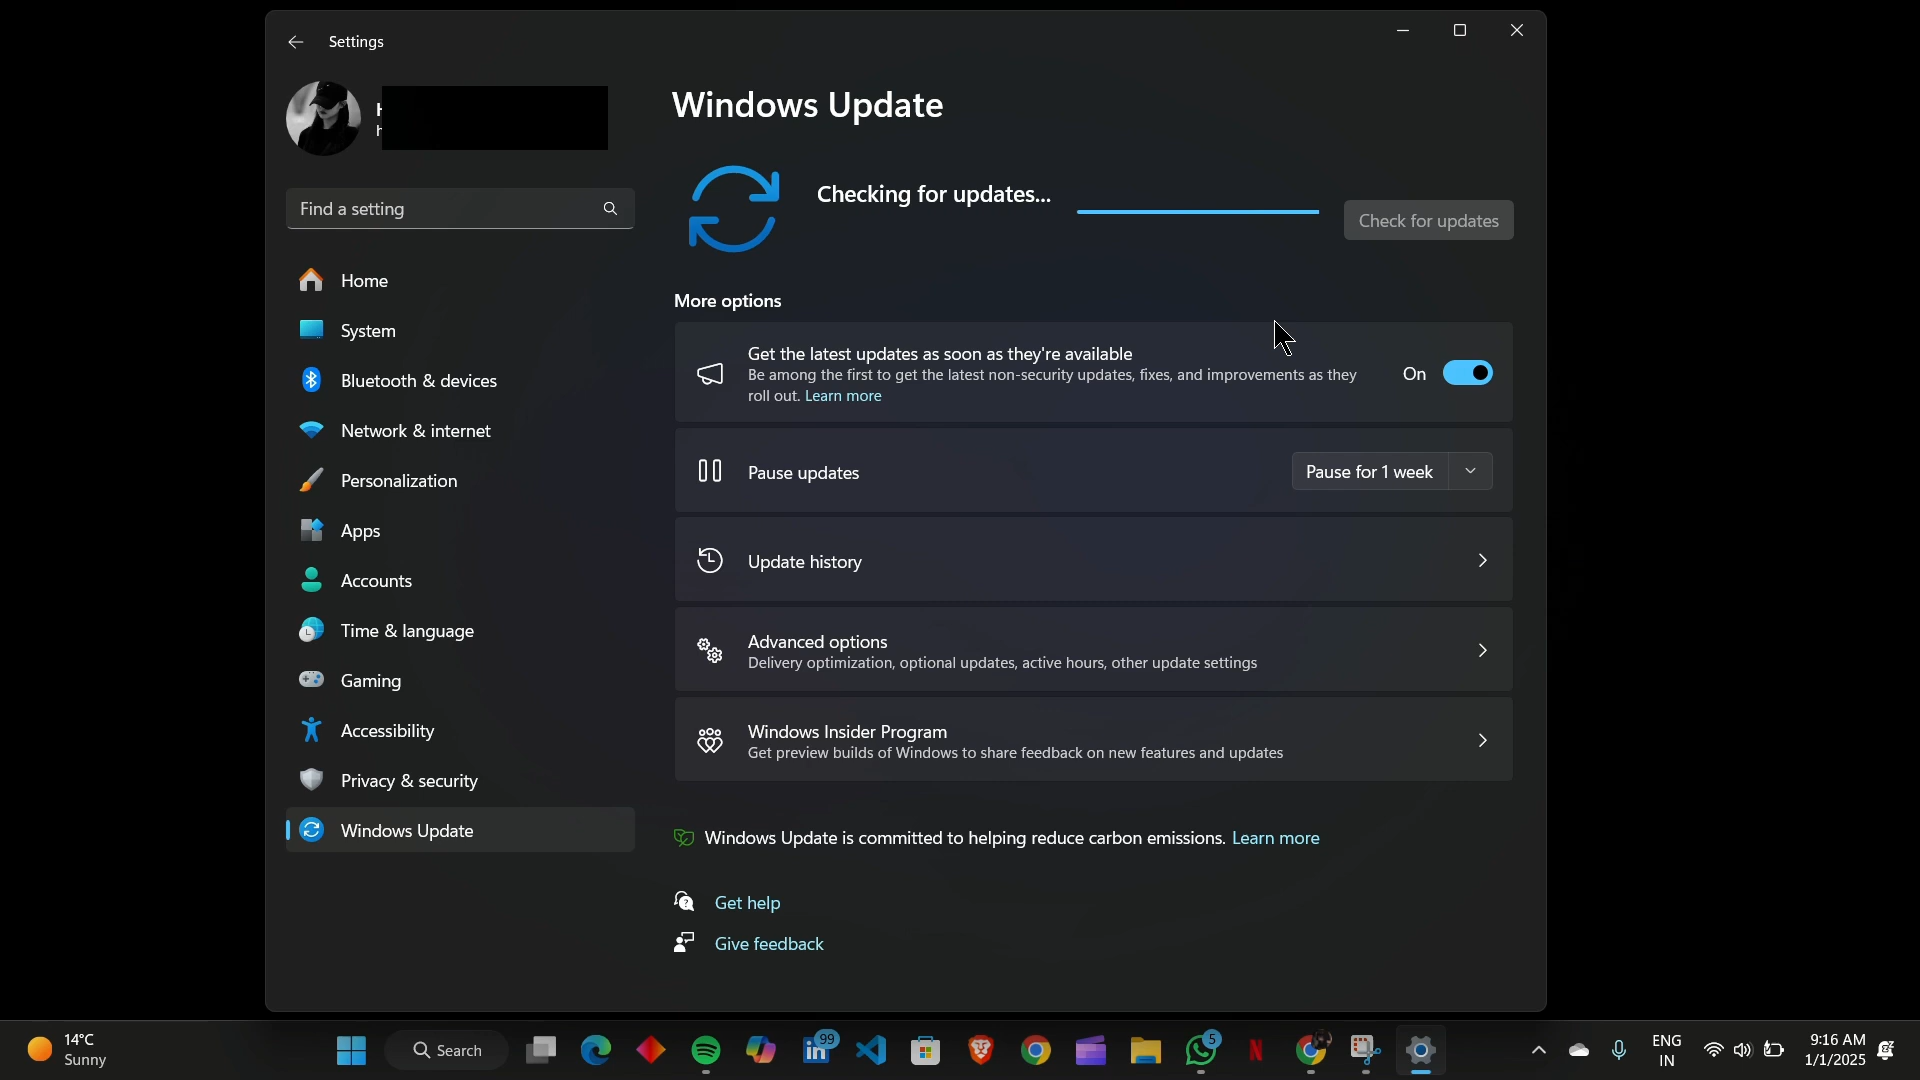 Settings
Windows Update
Checking for updates...
Check for updates
Find a setting
Home
System
Bluetooth & devices
Network & internet
Personalization
Apps
Accounts
Time & language
Gaming
Accessibility
Privacy & security
Windows Update
More options
Get the latest updates as soon as they're available
Be among the first to get the latest non-security updates, fixes, and improvements as they
roll out. Learn more
On
Pause updates
Pause for 1 week
Update history
Advanced options
Delivery optimization, optional updates, active hours, other update settings
Windows Insider Program
Get preview builds of Windows to share feedback on new features and updates
Windows Update is committed to helping reduce carbon emissions. Learn more
Get help
Give feedback
14°C
Sunny
Search
99
5
ENG
IN
9:16 AM
1/1/2025